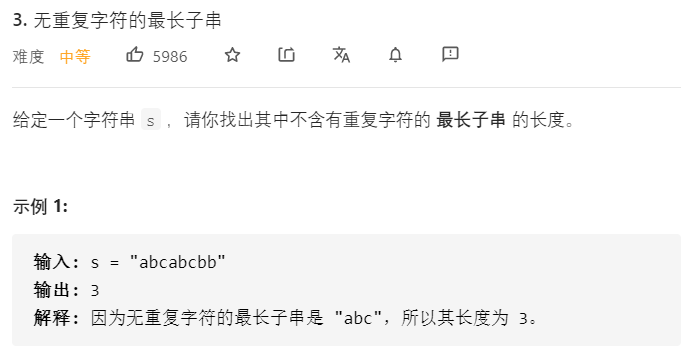 3. 无重复字符的最长子串
难度 中等 5986
给定一个字符串 s ，请你找出其中不含有重复字符的 最长子串 的长度。
示例 1:
输入: s = "abcabcbb"
输出: 3
解释: 因为无重复字符的最长子串是 "abc"，所以其长度为 3。